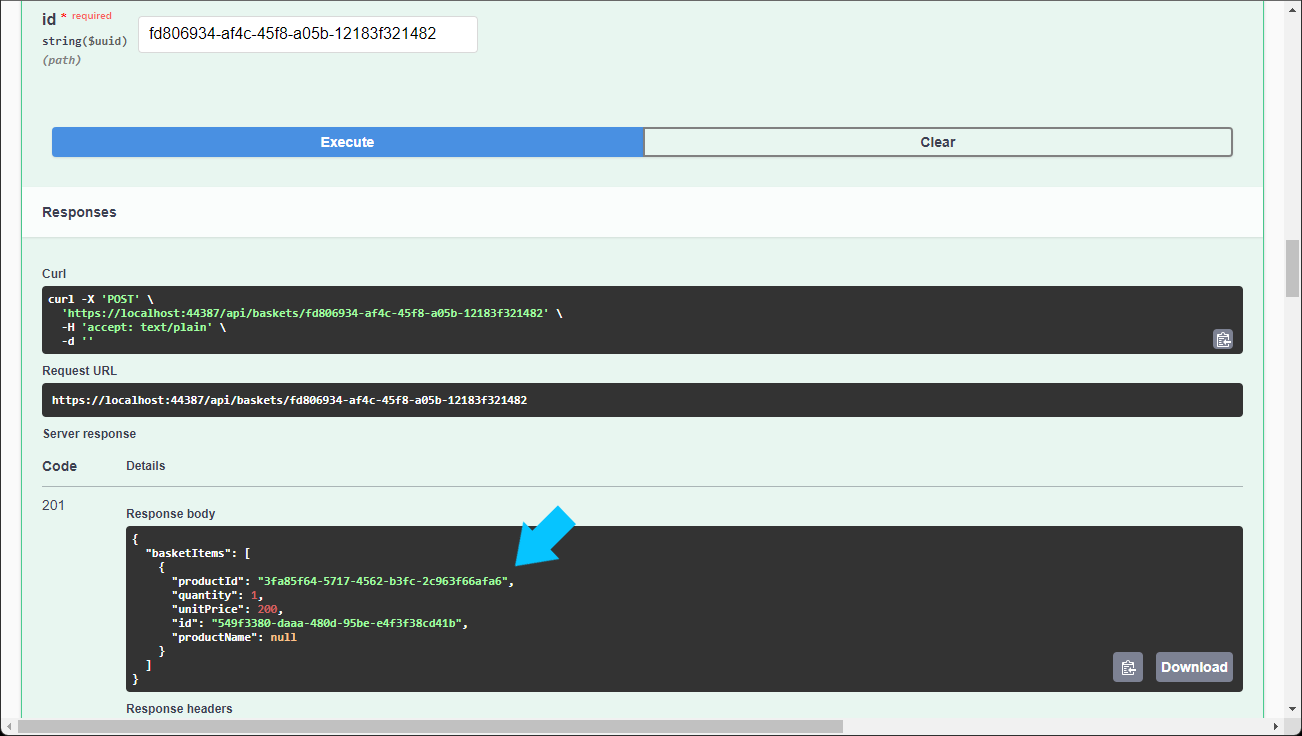 id * required
string($uuid)
(path)
fd806934-af4c-45f8-a05b-12183f321482
Execute
Clear
Responses
Curl
curl -X 'POST' \
  'https://localhost:44387/api/baskets/fd806934-af4c-45f8-a05b-12183f321482' \
  -H 'accept: text/plain' \
  -d ''
Request URL
https://localhost:44387/api/baskets/fd806934-af4c-45f8-a05b-12183f321482
Server response
Code Details
201
Response body
{
  "basketItems": [
    {
      "productId": "3fa85f64-5717-4562-b3fc-2c963f66afa6",
      "quantity": 1,
      "unitPrice": 200,
      "id": "549f3380-daaa-480d-95be-e4f3f38cd41b",
      "productName": null
    }
  ]
}
Download
Response headers